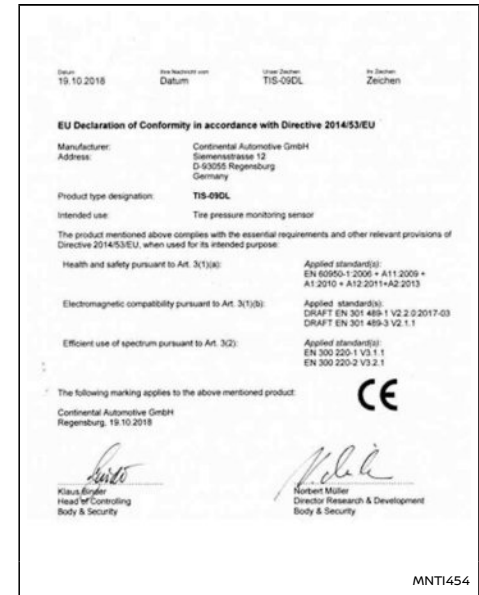 Datum
Ihre Nachricht vom
Unser Zeichen
Ihr Zeichen
19.10.2018
Datum
TIS-09DL
Zeichen
EU Declaration of Conformity in accordance with Directive 2014/53/EU
Manufacturer: Continental Automotive GmbH
Address: Siemensstrasse 12
D-93055 Regensburg
Germany
Product type designation: TIS-09DL
Intended use: Tire pressure monitoring sensor
The product mentioned above complies with the essential requirements and other relevant provisions of
Directive 2014/53/EU, when used for its intended purpose.
Health and safety pursuant to Art. 3(1)(a): Applied standard(s):
EN 60950-1:2006 + A11:2009 +
A1:2010 + A12:2011+A2:2013
Electromagnetic compatibility pursuant to Art. 3(1)(b): Applied standard(s):
DRAFT EN 301 489-1 V2.2.0:2017-03
DRAFT EN 301 489-3 V2.1.1
Efficient use of spectrum pursuant to Art. 3(2): Applied standard(s):
EN 300 220-1 V3.1.1
EN 300 220-2 V3.2.1
The following marking applies to the above mentioned product:
CE
Continental Automotive GmbH
Regensburg, 19.10.2018
Klaus Binder
Head of Controlling
Body & Security
Norbert Müller
Director Research & Development
Body & Security
MNTI454